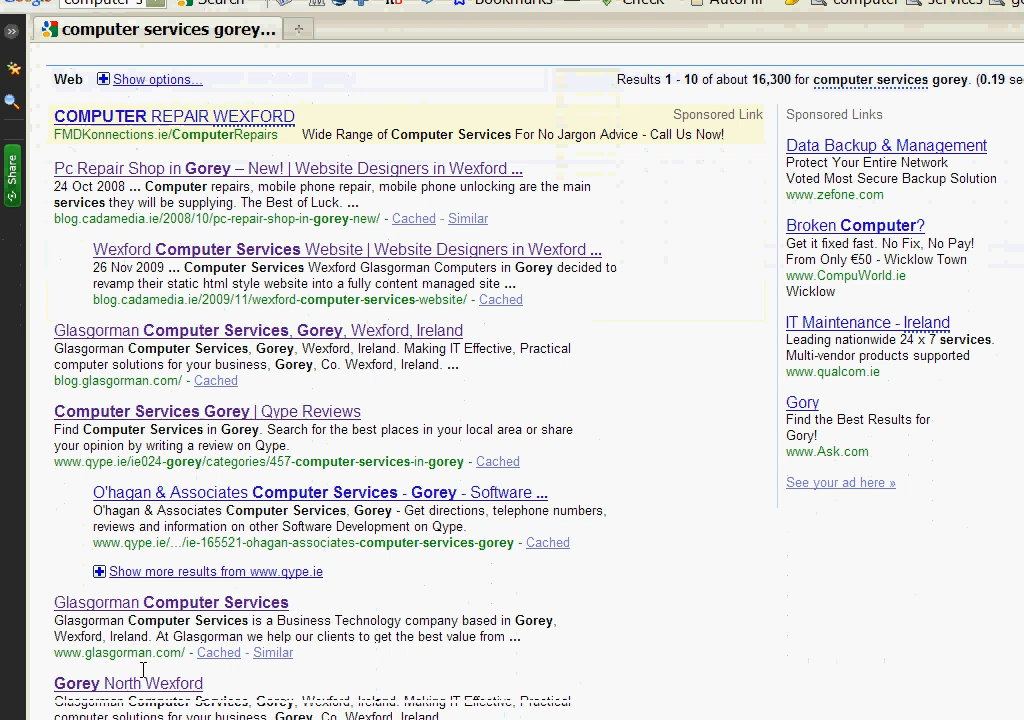 computer services gorey...
Web Show options... Results 1 - 10 of about 16,300 for computer services gorey. (0.19 se
COMPUTER REPAIR WEXFORD Sponsored Link
FMDKonnections.ie/ComputerRepairs Wide Range of Computer Services For No Jargon Advice - Call Us Now!
Pc Repair Shop in Gorey – New! | Website Designers in Wexford ...
24 Oct 2008 ... Computer repairs, mobile phone repair, mobile phone unlocking are the main
services they will be supplying. The Best of Luck. ...
blog.cadamedia.ie/2008/10/pc-repair-shop-in-gorey-new/ - Cached - Similar
Wexford Computer Services Website | Website Designers in Wexford ...
26 Nov 2009 ... Computer Services Wexford Glasgorman Computers in Gorey decided to
revamp their static html style website into a fully content managed site ...
blog.cadamedia.ie/2009/11/wexford-computer-services-website/ - Cached
Glasgorman Computer Services, Gorey, Wexford, Ireland
Glasgorman Computer Services, Gorey, Wexford, Ireland. Making IT Effective, Practical
computer solutions for your business, Gorey, Co. Wexford, Ireland. ...
blog.glasgorman.com/ - Cached
Computer Services Gorey | Qype Reviews
Find Computer Services in Gorey. Search for the best places in your local area or share
your opinion by writing a review on Qype.
www.qype.ie/ie024-gorey/categories/457-computer-services-in-gorey - Cached
O'hagan & Associates Computer Services - Gorey - Software ...
O'hagan & Associates Computer Services, Gorey - Get directions, telephone numbers,
reviews and information on other Software Development on Qype.
www.qype.ie/.../ie-165521-ohagan-associates-computer-services-gorey - Cached
Show more results from www.qype.ie
Glasgorman Computer Services
Glasgorman Computer Services is a Business Technology company based in Gorey,
Wexford, Ireland. At Glasgorman we help our clients to get the best value from ...
www.glasgorman.com/ - Cached - Similar
Gorey North Wexford
Glasgorman Computer Services, Gorey, Wexford, Ireland. Making IT Effective, Practical
computer solutions for your business, Gorey, Co. Wexford, Ireland
Sponsored Links
Data Backup & Management
Protect Your Entire Network
Voted Most Secure Backup Solution
www.zefone.com
Broken Computer?
Get it fixed fast. No Fix, No Pay!
From Only €50 - Wicklow Town
www.CompuWorld.ie
Wicklow
IT Maintenance - Ireland
Leading nationwide 24 x 7 services.
Multi-vendor products supported
www.qualcom.ie
Gory
Find the Best Results for
Gory!
www.Ask.com
See your ad here »
Share